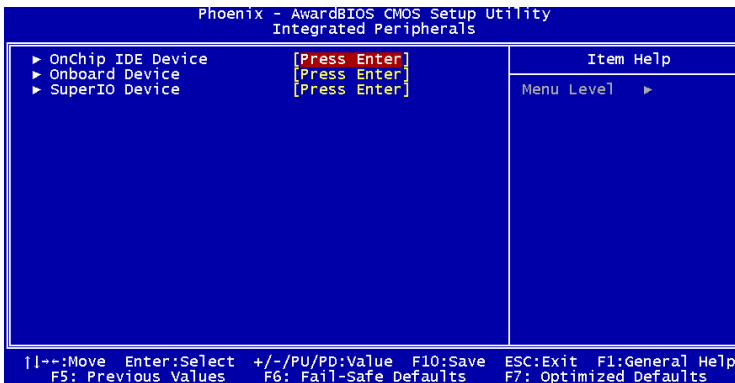 Phoenix - AwardBIOS CMOS Setup Utility
Integrated Peripherals
► OnChip IDE Device [Press Enter]
► Onboard Device [Press Enter]
► SuperIO Device [Press Enter]
Item Help
Menu Level ►
↑↓→←:Move Enter:Select +/-/PU/PD:Value F10:Save ESC:Exit F1:General Help
F5: Previous Values F6: Fail-Safe Defaults F7: Optimized Defaults